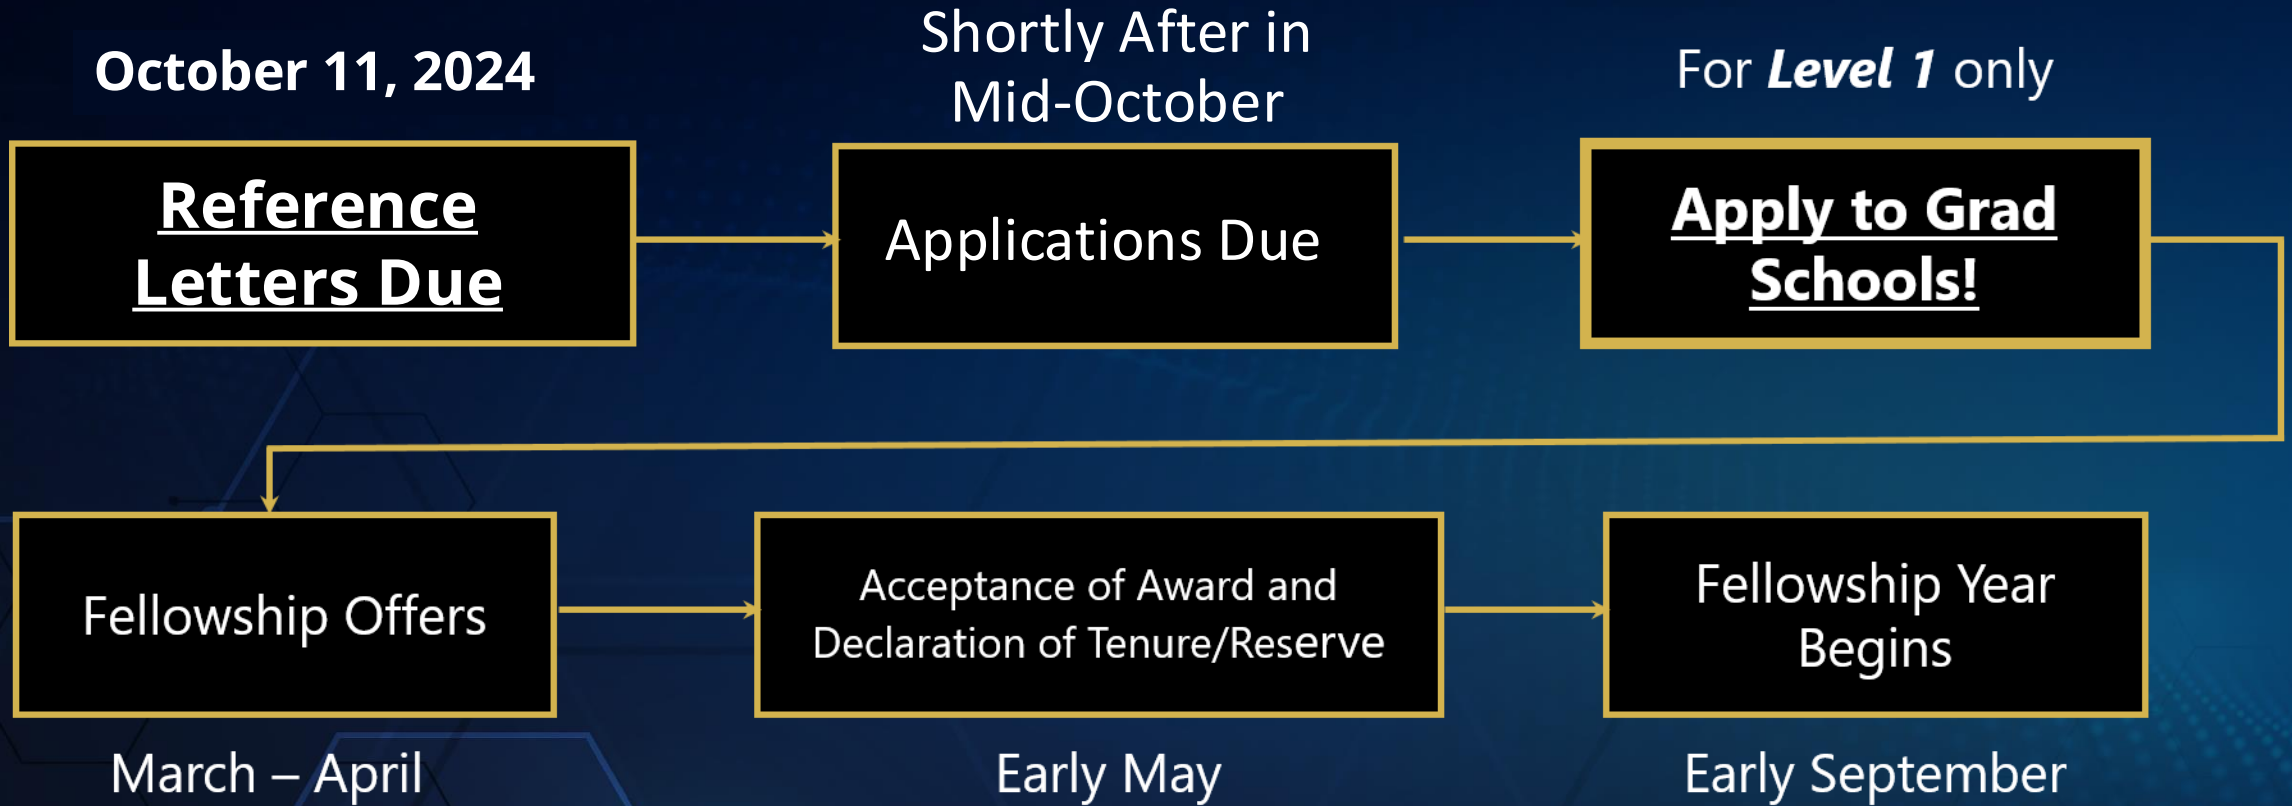 October 11, 2024
Shortly After in
Mid-October
For Level 1 only
Reference
Letters Due
Applications Due
Apply to Grad
Schools!
Fellowship Offers
Acceptance of Award and
Declaration of Tenure/Reserve
Fellowship Year
Begins
March – April
Early May
Early September